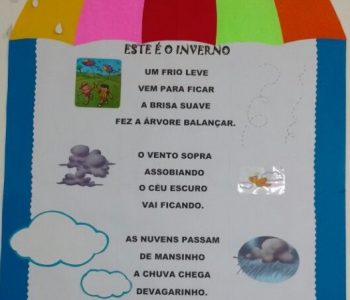 ESTE É O INVERNO
UM FRIO LEVE
VEM PARA FICAR
A BRISA SUAVE
FEZ A ÁRVORE BALANÇAR.
O VENTO SOPRA
ASSOBIANDO
O CÉU ESCURO
VAI FICANDO.
AS NUVENS PASSAM
DE MANSINHO
A CHUVA CHEGA
DEVAGARINHO.